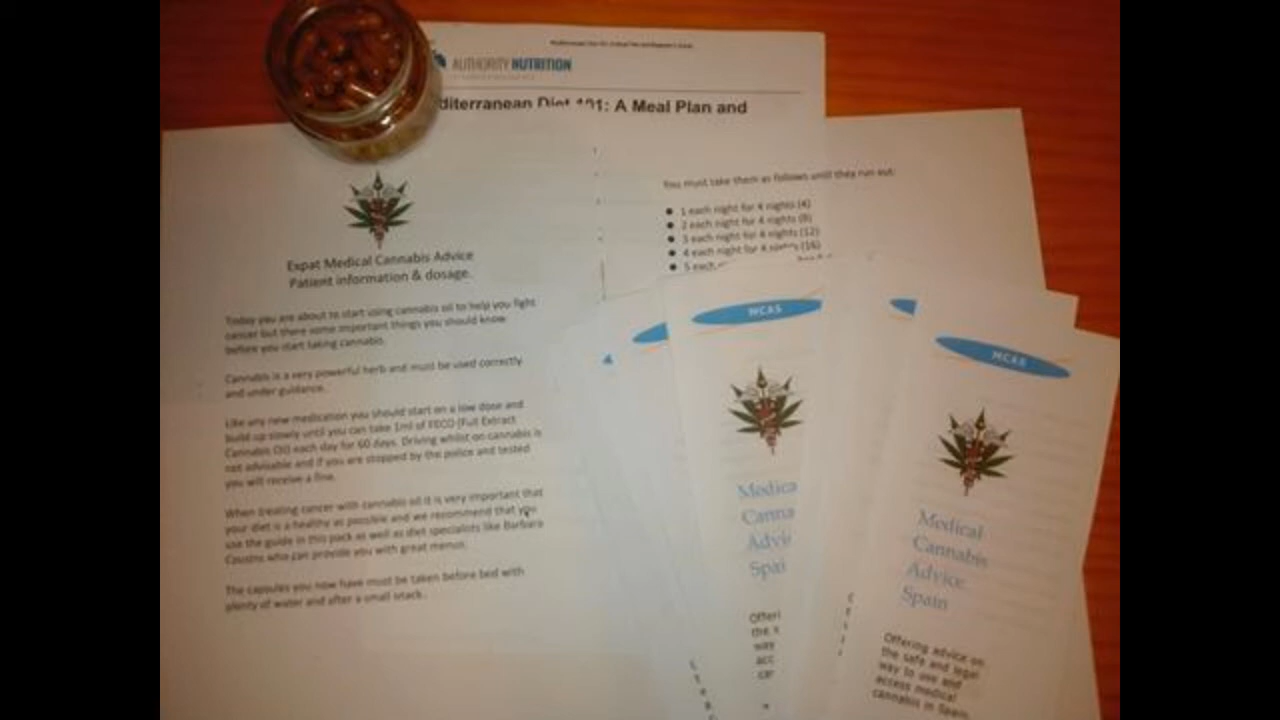 AUTHORITY NUTRITION
diterranean Diet 101: A Meal Plan and
Expat Medical Cannabis Advice
Patient information & dosage.
Today you are about to start using cannabis oil to help you fight
cancer but there some important things you should know
before you start taking cannabis.
Cannabis is a very powerful herb and must be used correctly
and under guidance.
Like any new medication you should start on a low dose and
build up slowly until you can take 1ml of FECO (Full Extract
Cannabis Oil) each day for 60 days. Driving whilst on cannabis is
not advisable and if you are stopped by the police and tested
you will receive a fine.
When treating cancer with cannabis oil it is very important that
your diet is a healthy as possible and we recommend that you
use the guide in this pack as well as diet specialists like Barbara
Cousins who can provide you with great menus.
The capsules you now have must be taken before bed with
plenty of water and after a small snack.
You must take them as follows until they run out:
● 1 each night for 4 nights (4)
● 2 each night for 4 nights (8)
● 3 each night for 4 nights (12)
● 4 each night for 4 nights (16)
● 5 each
MCAS
Medica
Canna
Advi
Spai
Offeri
the s
way
acc
car
MCAS
Medical
Cannabis
Advice
Spain
Offering advice on
the safe and legal
way to use and
access medical
cannabis in Spain.